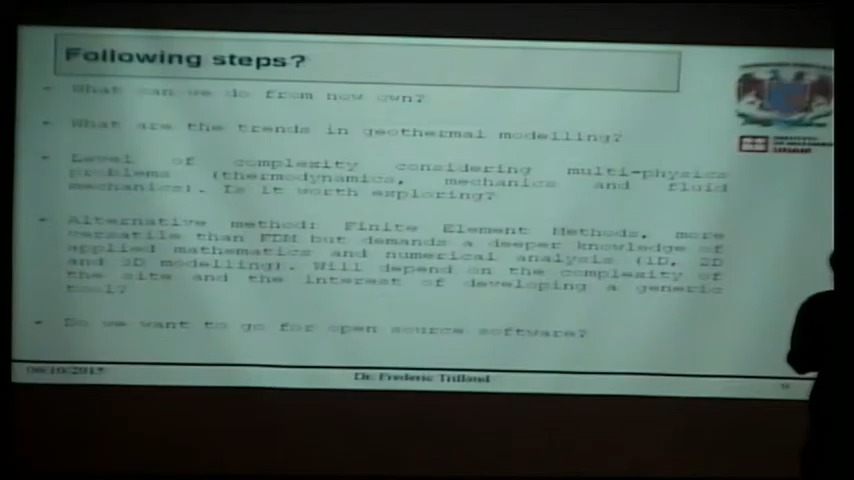 Following steps?
What can we do from now own?
What are the trends in geothermal modelling?
Level of complexity considering multi-physics
problems (thermodynamics, mechanics and fluid
mechanics). Is it worth exploring?
Alternative method: Finite Element Methods, more
versatile than FDM but demands a deeper knowledge of
applied mathematics and numerical analysis (1D, 2D
and 3D modelling). Will depend on the complexity of
the site and the interest of developing a generic
tool?
Do we want to go for open source software?
06/10/2015
Dr. Frederic Trillaud